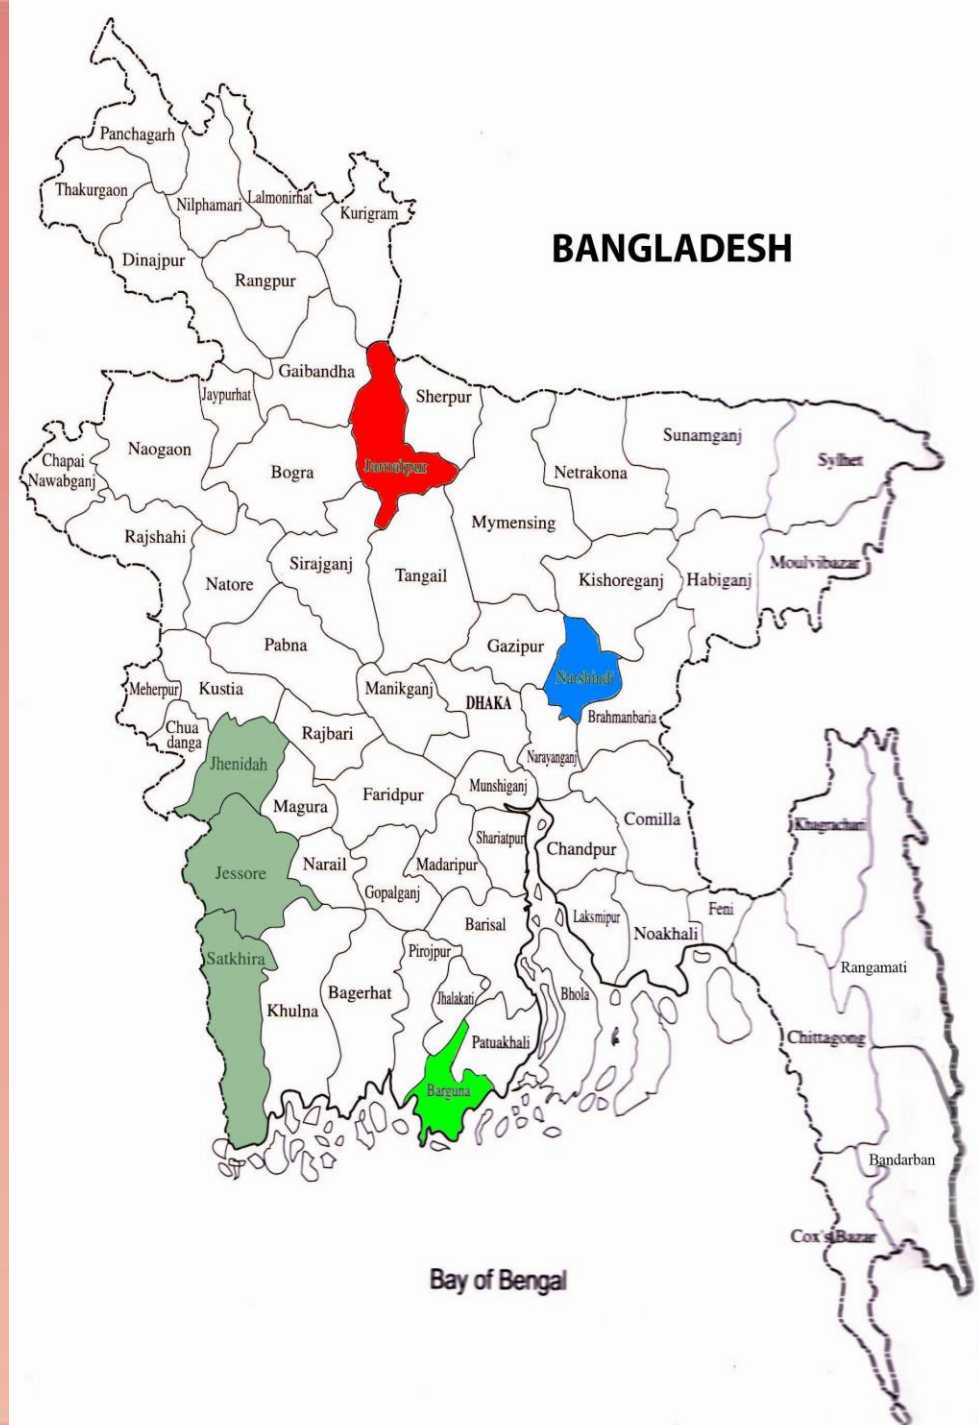 Panchagarh
Thakurgaon
Nilphamari
Lalmonirhat
Kurigram
BANGLADESH
Dinajpur
Rangpur
Gaibandha
Jaypurhat
Sherpur
Naogaon
Chapai
Nawabganj
Bogra
Jamalpur
Sunamganj
Sylhet
Netrakona
Mymensing
Rajshahi
Sirajganj
Natore
Tangail
Kishoreganj
Habiganj
Moulvibazar
Pabna
Gazipur
Narshindi
Meherpur
Kustia
Manikganj
DHAKA
Brahmanbaria
Chua
danga
Rajbari
Narayanganj
Jhenidah
Magura
Faridpur
Munshiganj
Comilla
Khagrachari
Shariatpur
Chandpur
Jessore
Narail
Madaripur
Gopalganj
Laksmipur
Noakhali
Feni
Barisal
Satkhira
Pirojpur
Rangamati
Khulna
Bagerhat
Jhalakati
Bhola
Patuakhali
Chittagong
Barguna
Bandarban
Cox's Bazar
Bay of Bengal